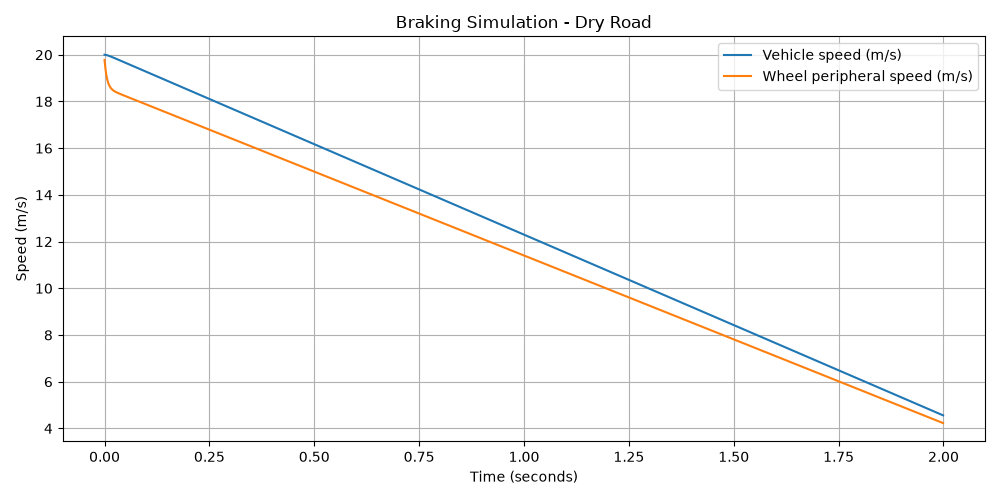 Braking Simulation - Dry Road
Vehicle speed (m/s)
Wheel peripheral speed (m/s)
Speed (m/s)
20
18
16
14
12
10
8
6
4
0.00 0.25 0.50 0.75 1.00 1.25 1.50 1.75 2.00
Time (seconds)